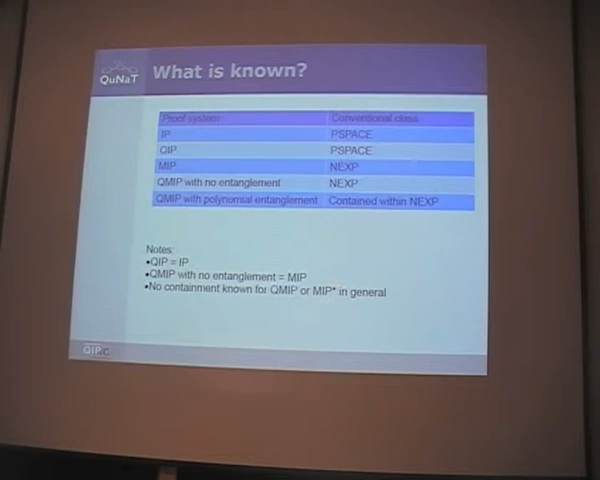 QuNaT
What is known?
Proof system Conventional class
IP PSPACE
QIP PSPACE
MIP NEXP
QMIP with no entanglement NEXP
QMIP with polynomial entanglement Contained within NEXP
Notes:
•QIP = IP
•QMIP with no entanglement = MIP
•No containment known for QMIP or MIP* in general
QIPIRC